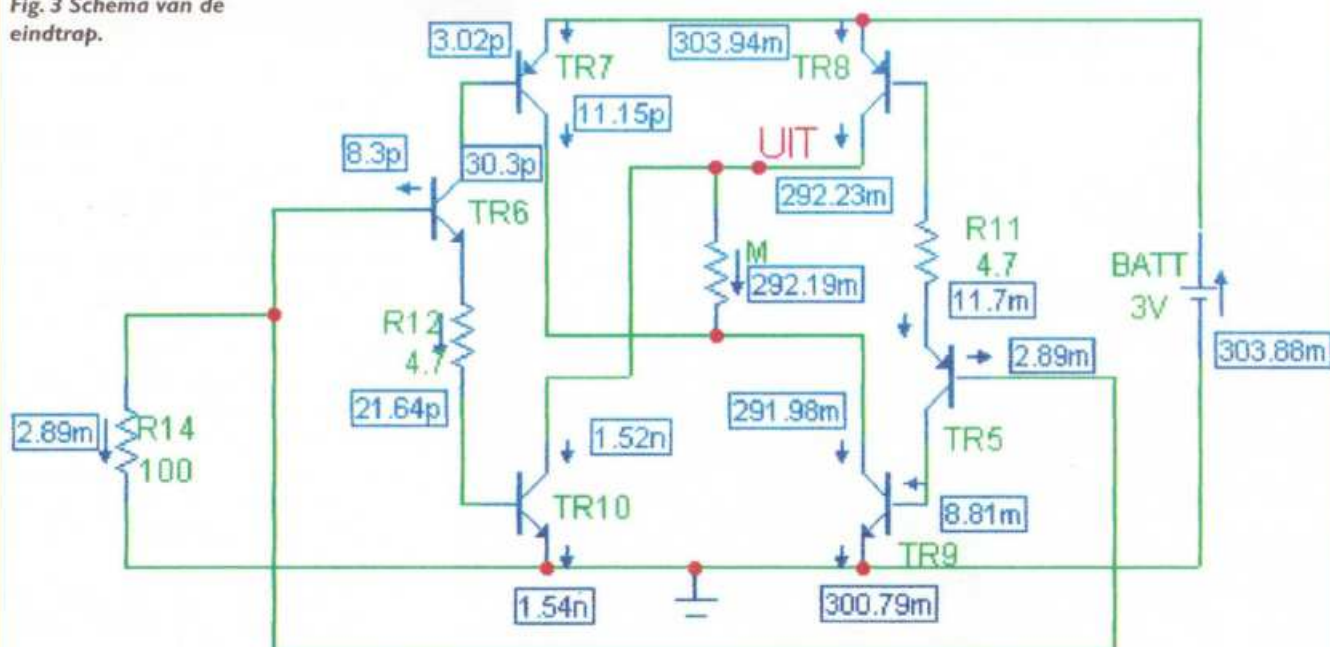 Fig. 3 Schema van de
eindtrap.
3.02p
303.94m
TR7
TR8
11.15p
UIT
8.3p
30.3p
292.23m
TR6
R11
4.7
M
BATT
3V
292.19m
11.7m
R12
4.7
2.89m
303.88m
21.64p
291.98m
2.89m
R14
100
1.52n
TR5
TR10
8.81m
TR9
1.54n
300.79m